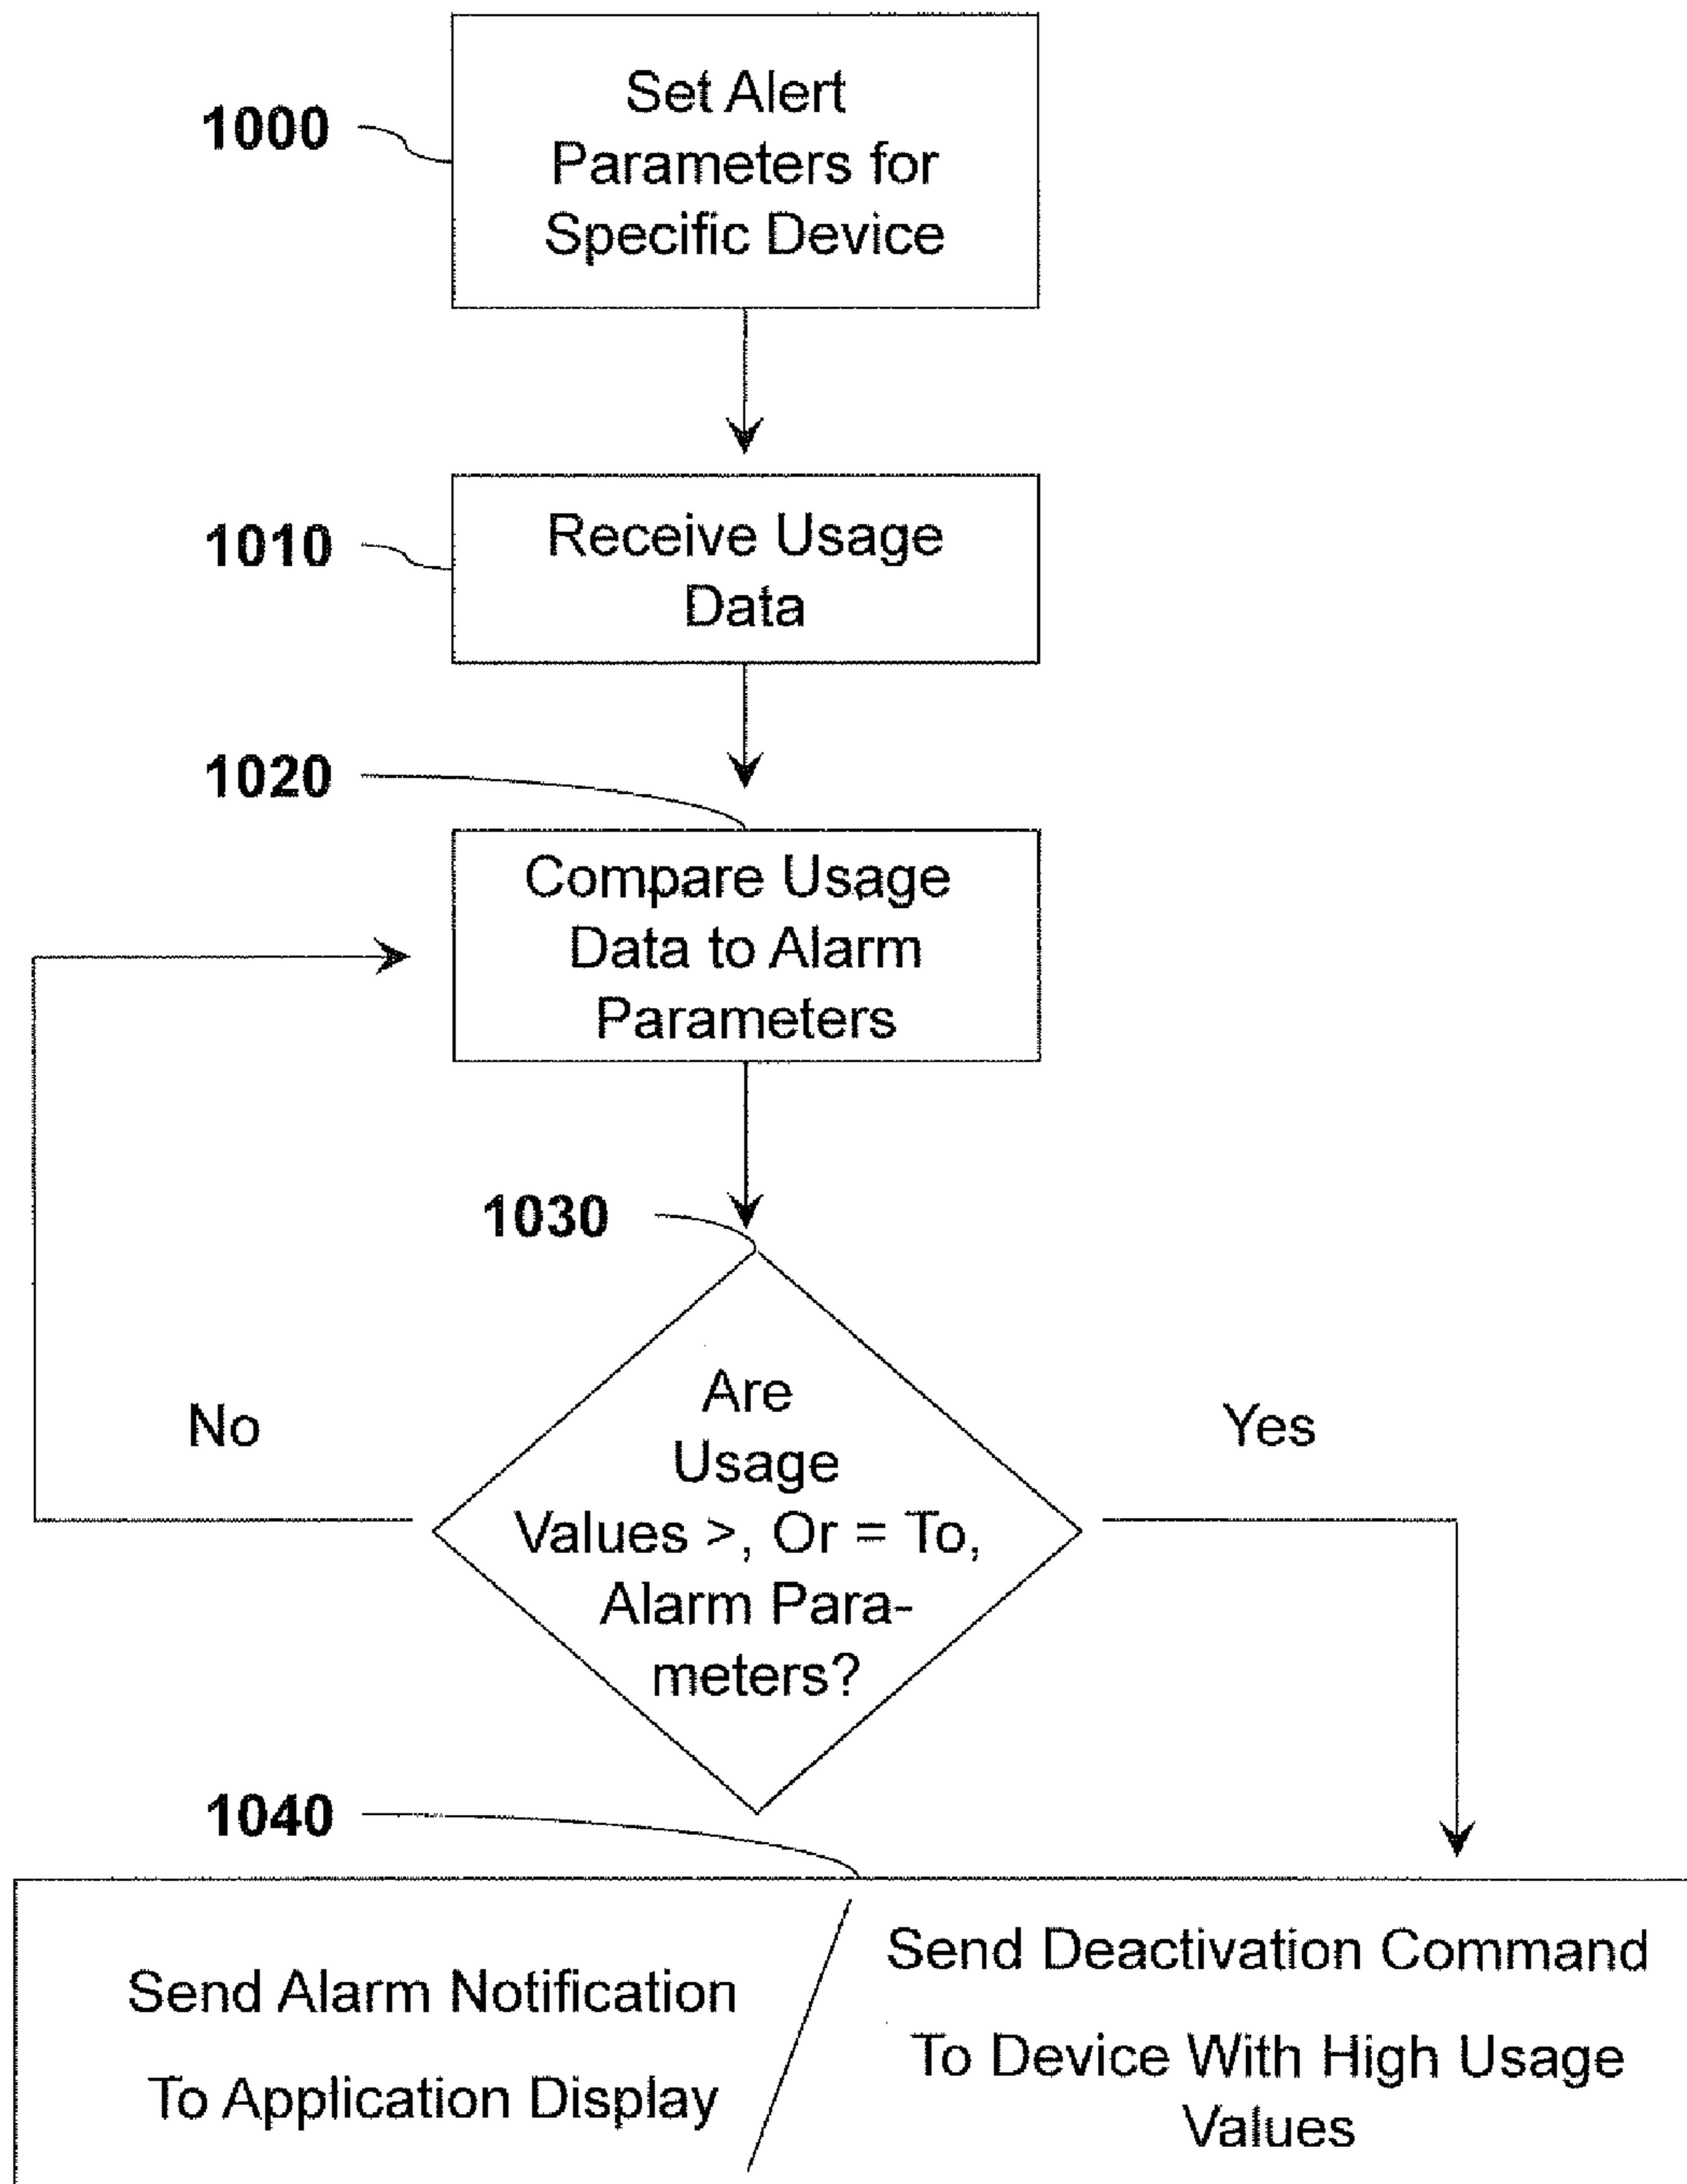 1000
Set Alert
Parameters for
Specific Device
1010
Receive Usage
Data
1020
Compare Usage
Data to Alarm
Parameters
1030
Are
Usage
Values >, Or = To,
Alarm Para-
meters?
No
Yes
1040
Send Alarm Notification
To Application Display
Send Deactivation Command
To Device With High Usage
Values